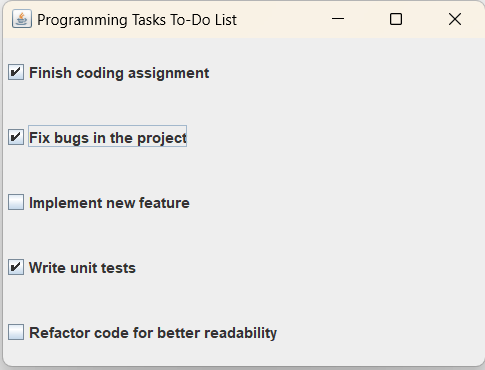 Programming Tasks To-Do List
Finish coding assignment
Fix bugs in the project
Implement new feature
Write unit tests
Refactor code for better readability